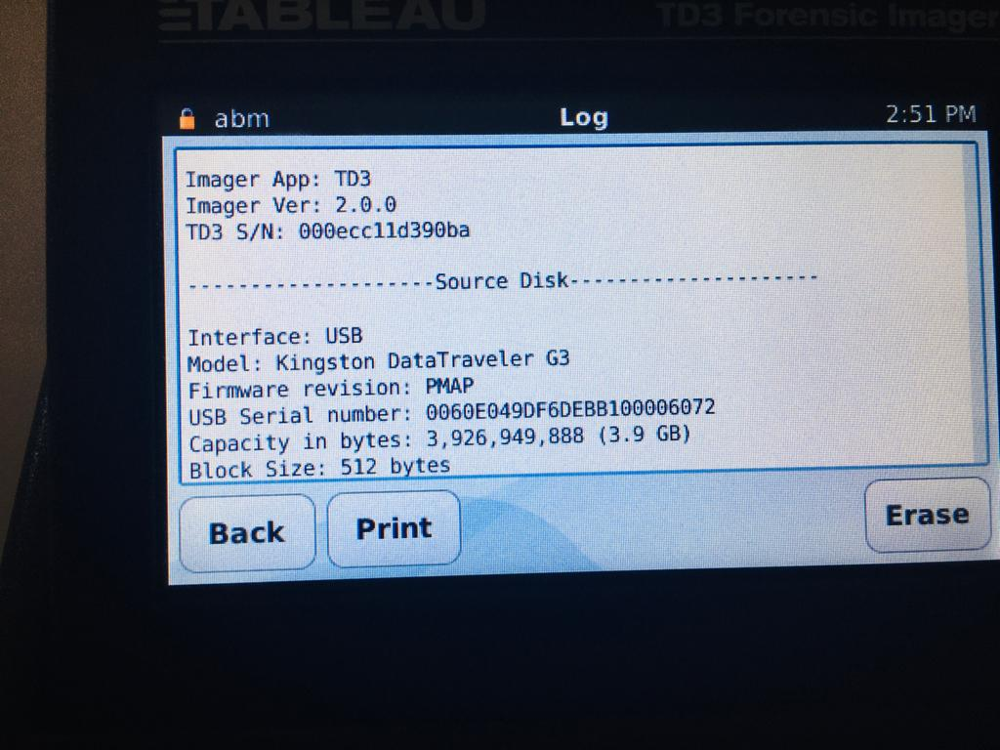 TABLEAU TD3 Forensic Imager
abm Log 2:51 PM
Imager App: TD3
Imager Ver: 2.0.0
TD3 S/N: 000ecc11d390ba
--------------------Source Disk--------------------
Interface: USB
Model: Kingston DataTraveler G3
Firmware revision: PMAP
USB Serial number: 0060E049DF6DEBB100006072
Capacity in bytes: 3,926,949,888 (3.9 GB)
Block Size: 512 bytes
Back Print Erase